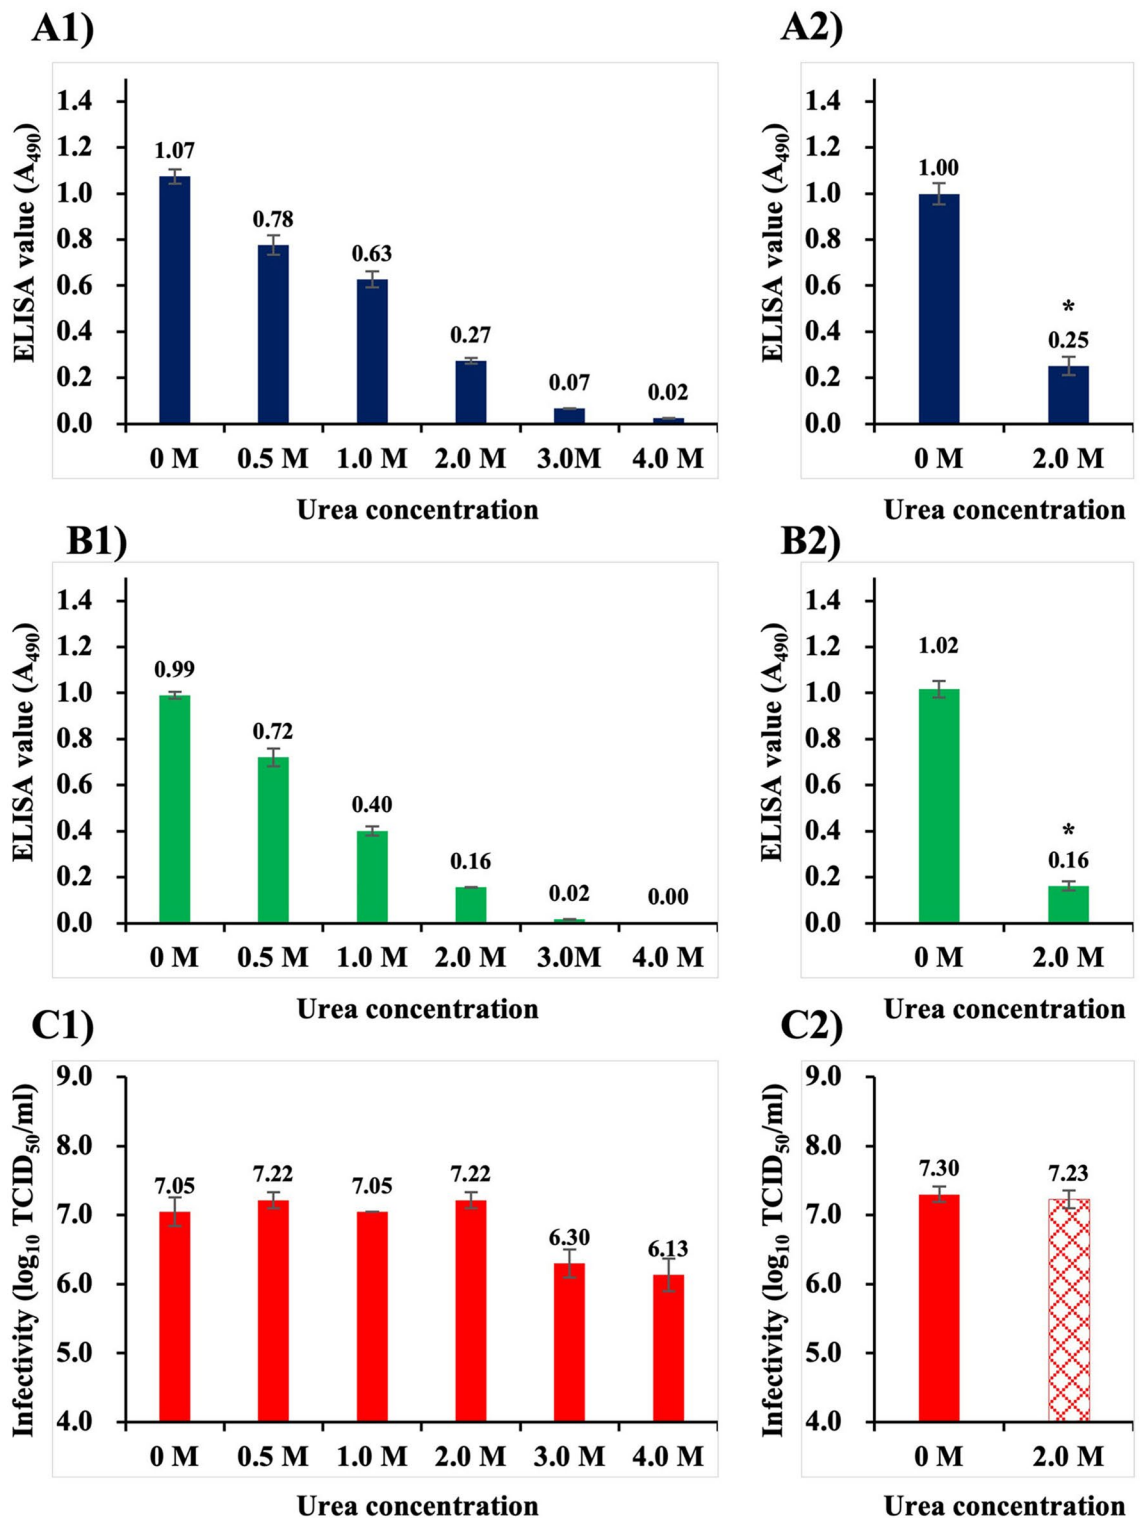 A1)
ELISA value (A490)
1.4
1.2
1.0
0.8
0.6
0.4
0.2
0.0
1.07
0.78
0.63
0.27
0.07
0.02
0 M 0.5 M 1.0 M 2.0 M 3.0M 4.0 M
Urea concentration
A2)
ELISA value (A490)
1.4
1.2
1.0
0.8
0.6
0.4
0.2
0.0
1.00
*
0.25
0 M 2.0 M
Urea concentration
B1)
ELISA value (A490)
1.4
1.2
1.0
0.8
0.6
0.4
0.2
0.0
0.99
0.72
0.40
0.16
0.02
0.00
0 M 0.5 M 1.0 M 2.0 M 3.0M 4.0 M
Urea concentration
B2)
ELISA value (A490)
1.4
1.2
1.0
0.8
0.6
0.4
0.2
0.0
1.02
*
0.16
0 M 2.0 M
Urea concentration
C1)
Infectivity (log10 TCID50/ml)
9.0
8.0
7.0
6.0
5.0
4.0
7.05
7.22
7.05
7.22
6.30
6.13
0 M 0.5 M 1.0 M 2.0 M 3.0 M 4.0 M
Urea concentration
C2)
Infectivity (log10 TCID50/ml)
9.0
8.0
7.0
6.0
5.0
4.0
7.30
7.23
0 M 2.0 M
Urea concentration